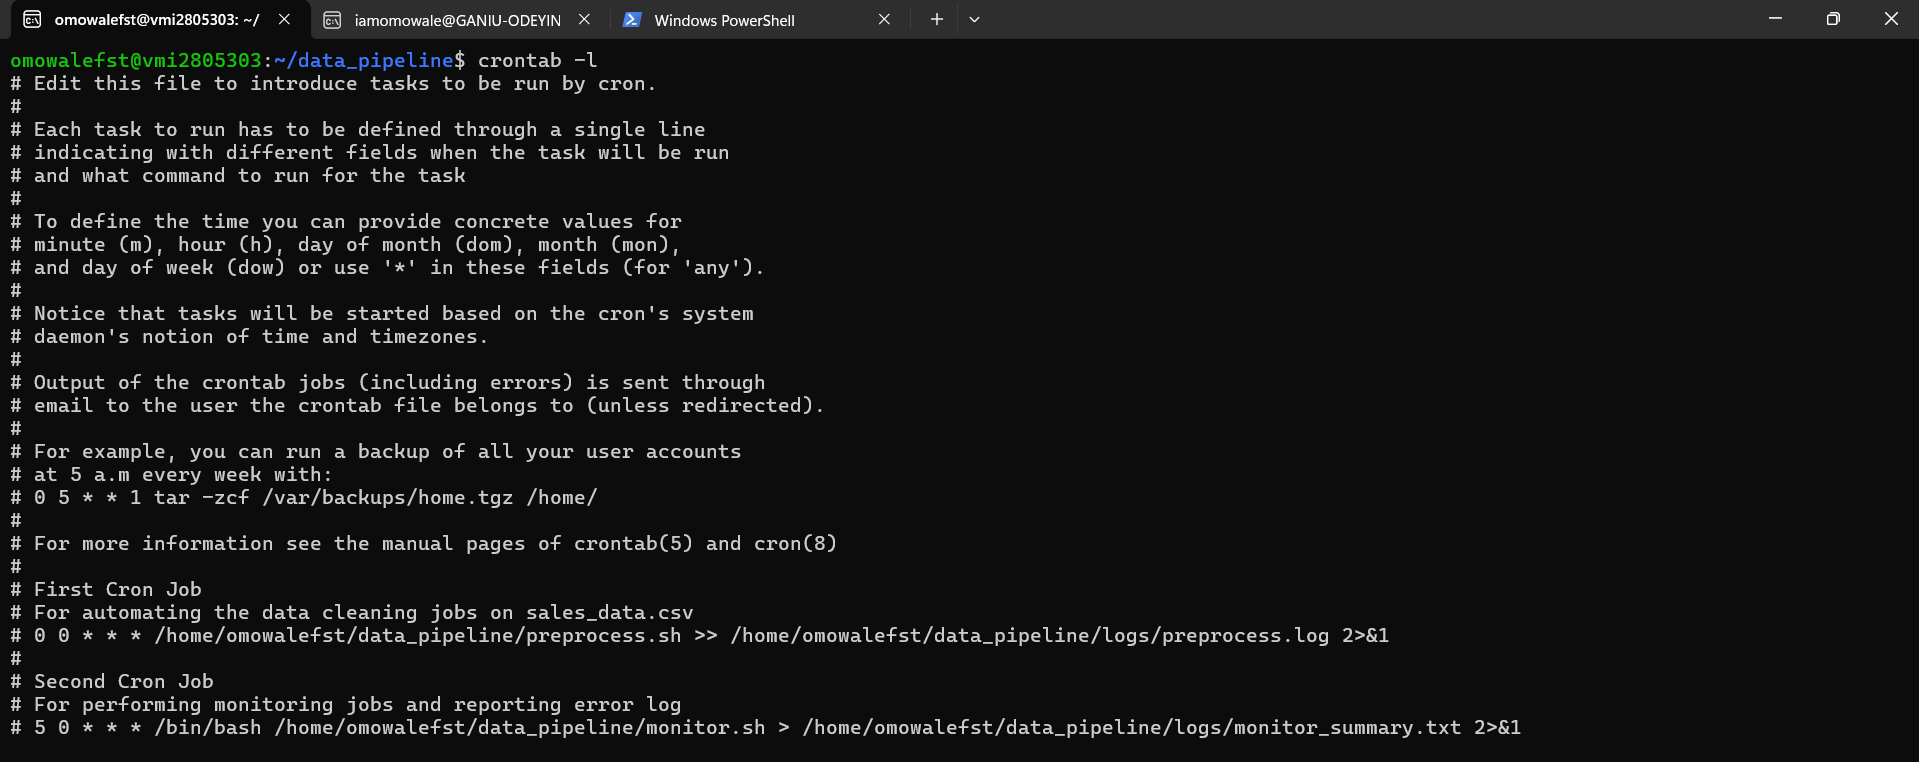 omowalefst@vmi2805303: ~/
iamomowale@GANIU-ODEYIN
Windows PowerShell
omowalefst@vmi2805303:~/data_pipeline$ crontab -l
# Edit this file to introduce tasks to be run by cron.
#
# Each task to run has to be defined through a single line
# indicating with different fields when the task will be run
# and what command to run for the task
#
# To define the time you can provide concrete values for
# minute (m), hour (h), day of month (dom), month (mon),
# and day of week (dow) or use '*' in these fields (for 'any').
#
# Notice that tasks will be started based on the cron's system
# daemon's notion of time and timezones.
#
# Output of the crontab jobs (including errors) is sent through
# email to the user the crontab file belongs to (unless redirected).
#
# For example, you can run a backup of all your user accounts
# at 5 a.m every week with:
# 0 5 * * 1 tar -zcf /var/backups/home.tgz /home/
#
# For more information see the manual pages of crontab(5) and cron(8)
#
# First Cron Job
# For automating the data cleaning jobs on sales_data.csv
# 0 0 * * * /home/omowalefst/data_pipeline/preprocess.sh >> /home/omowalefst/data_pipeline/logs/preprocess.log 2>&1
#
# Second Cron Job
# For performing monitoring jobs and reporting error log
# 5 0 * * * /bin/bash /home/omowalefst/data_pipeline/monitor.sh > /home/omowalefst/data_pipeline/logs/monitor_summary.txt 2>&1